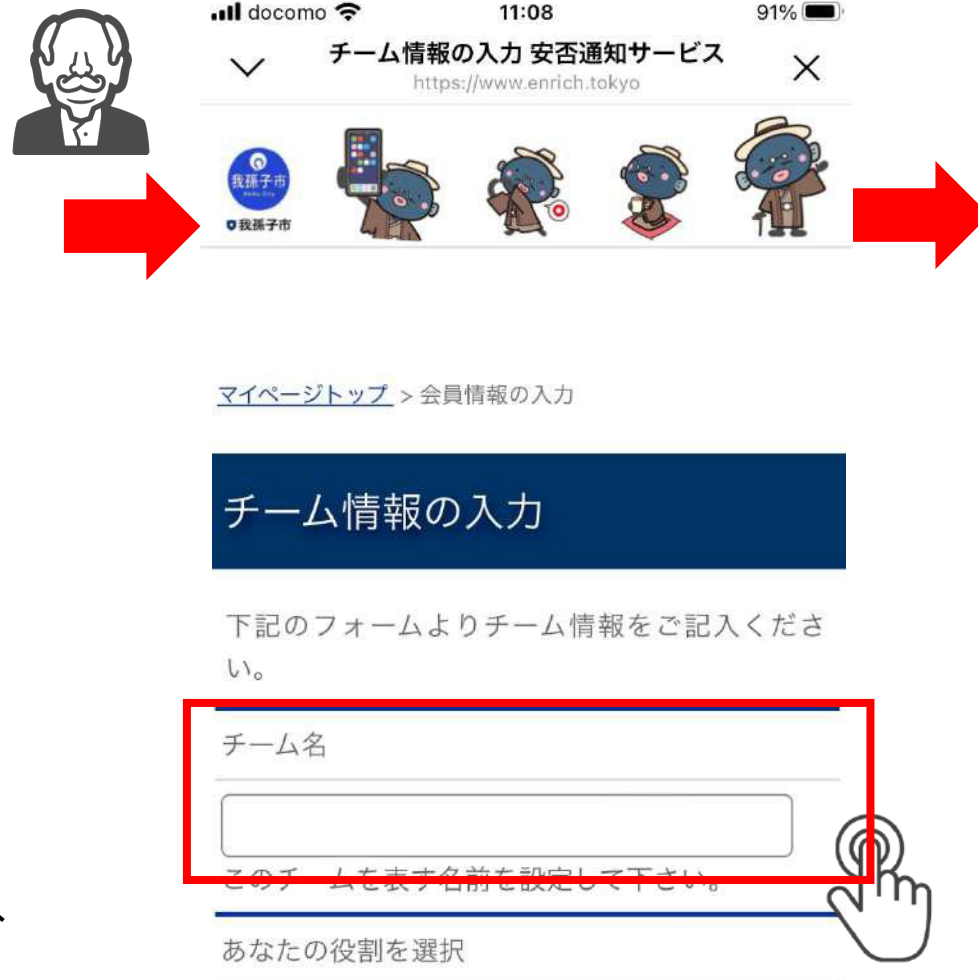 docomo 11:08 91%
チーム情報の入力 安否通知サービス
https://www.enrich.tokyo
我孫子市
我孫子市
マイページトップ > 会員情報の入力
チーム情報の入力
下記のフォームよりチーム情報をご記入くださ
い。
チーム名
このチームを表す名前を設定して下さい。
、
あなたの役割を選択